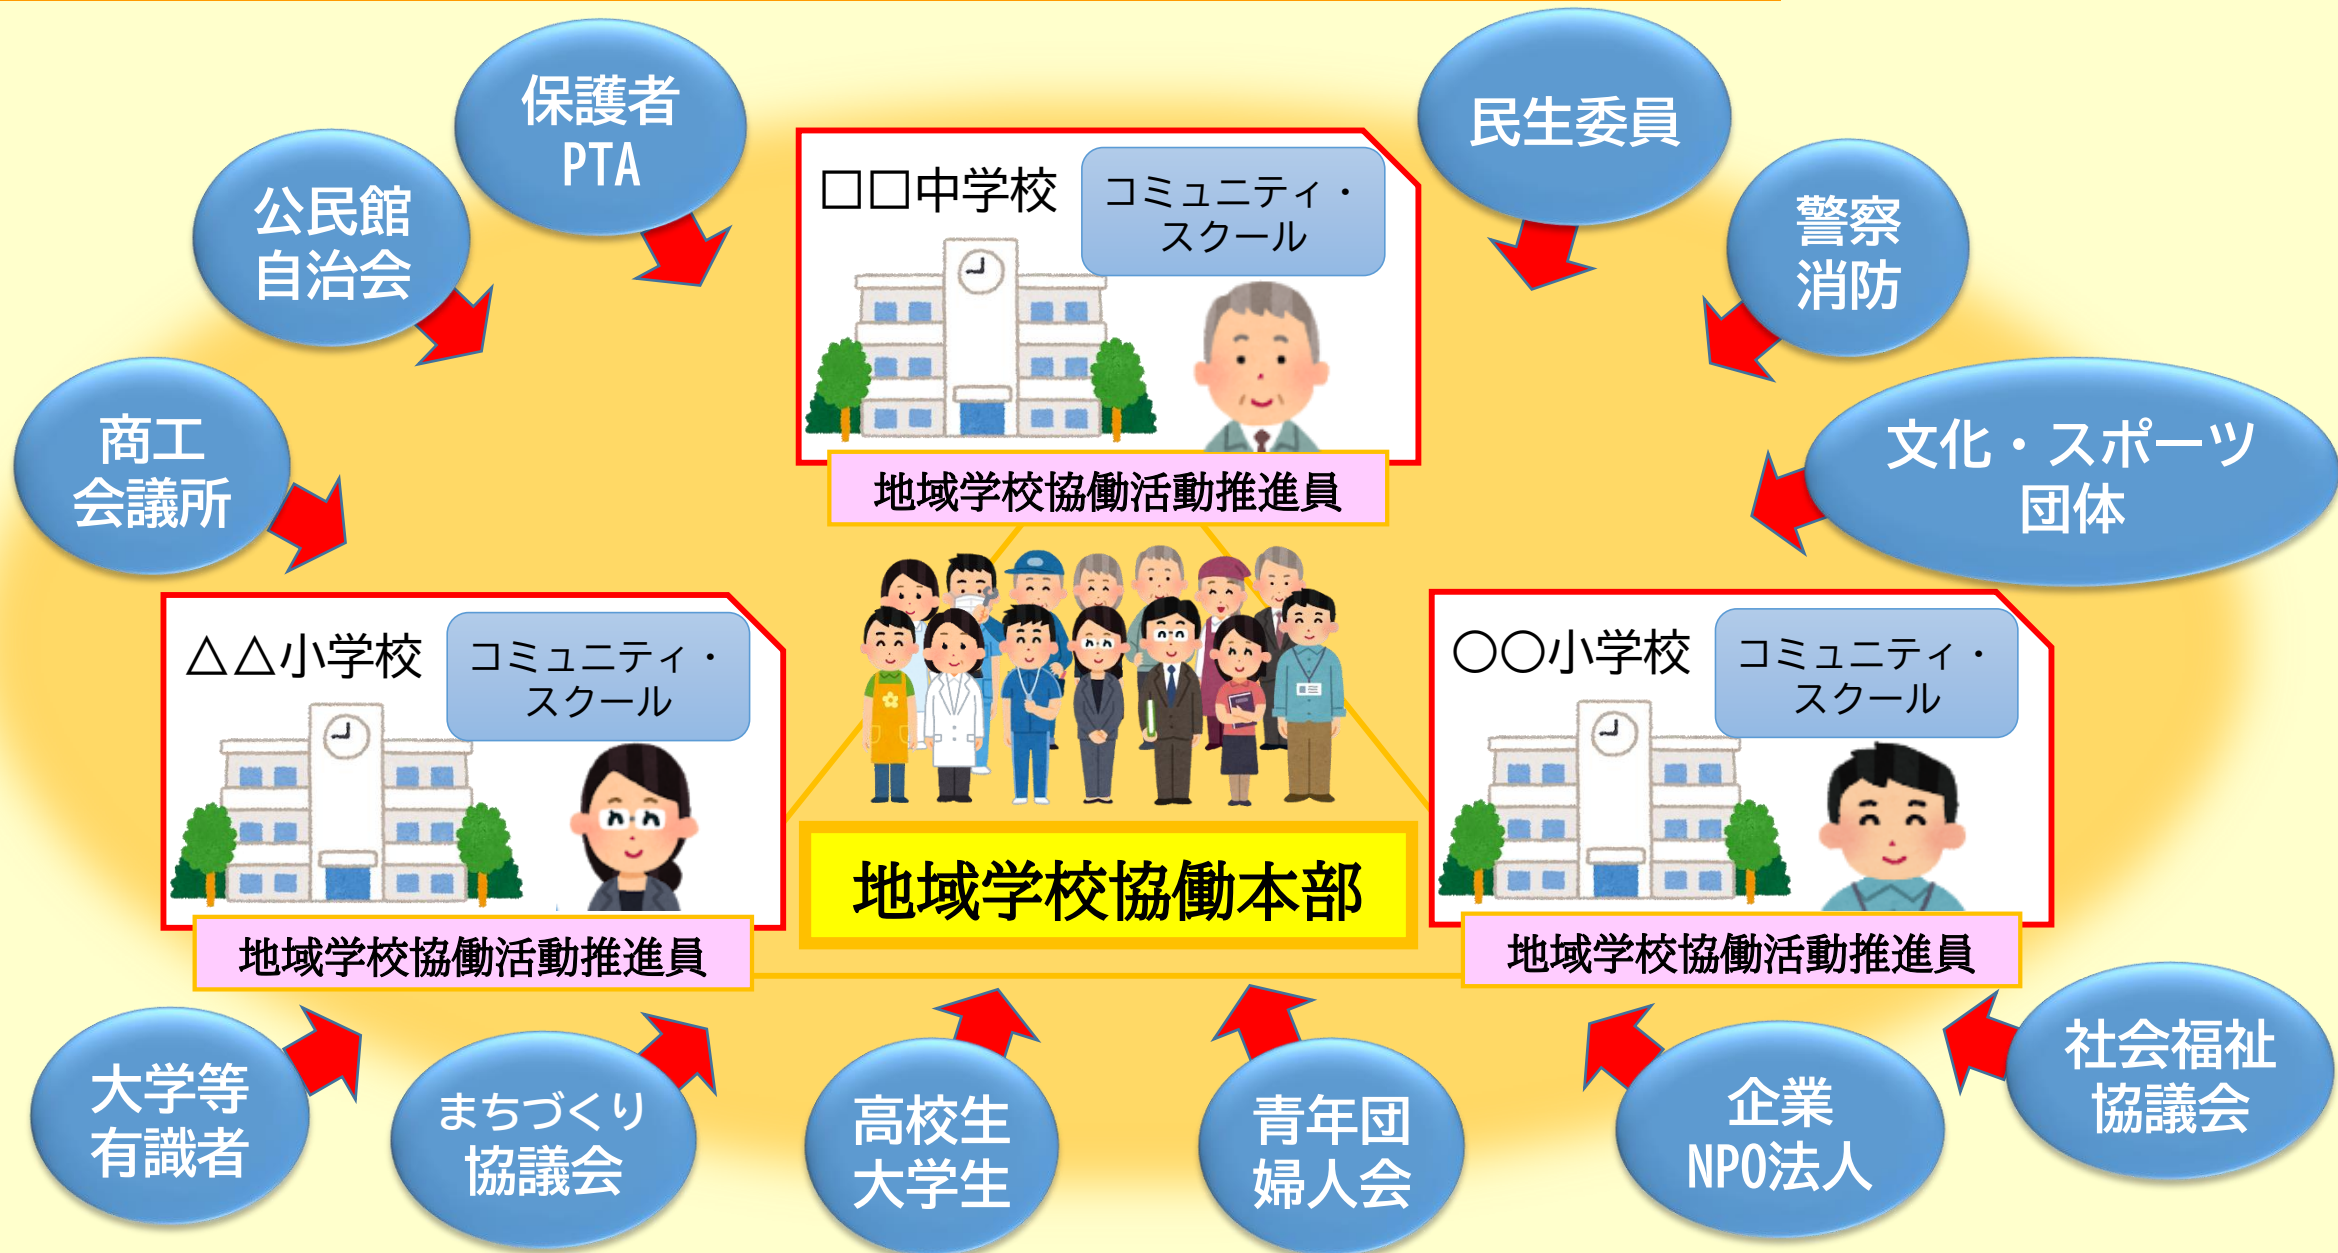 保護者
PTA
民生委員
公民館
自治会
警察
消防
□□中学校
コミュニティ・
スクール
地域学校協働活動推進員
商工
会議所
文化・スポーツ
団体
△△小学校
コミュニティ・
スクール
地域学校協働活動推進員
地域学校協働本部
○○小学校
コミュニティ・
スクール
地域学校協働活動推進員
大学等
有識者
まちづくり
協議会
高校生
大学生
青年団
婦人会
企業
NPO法人
社会福祉
協議会